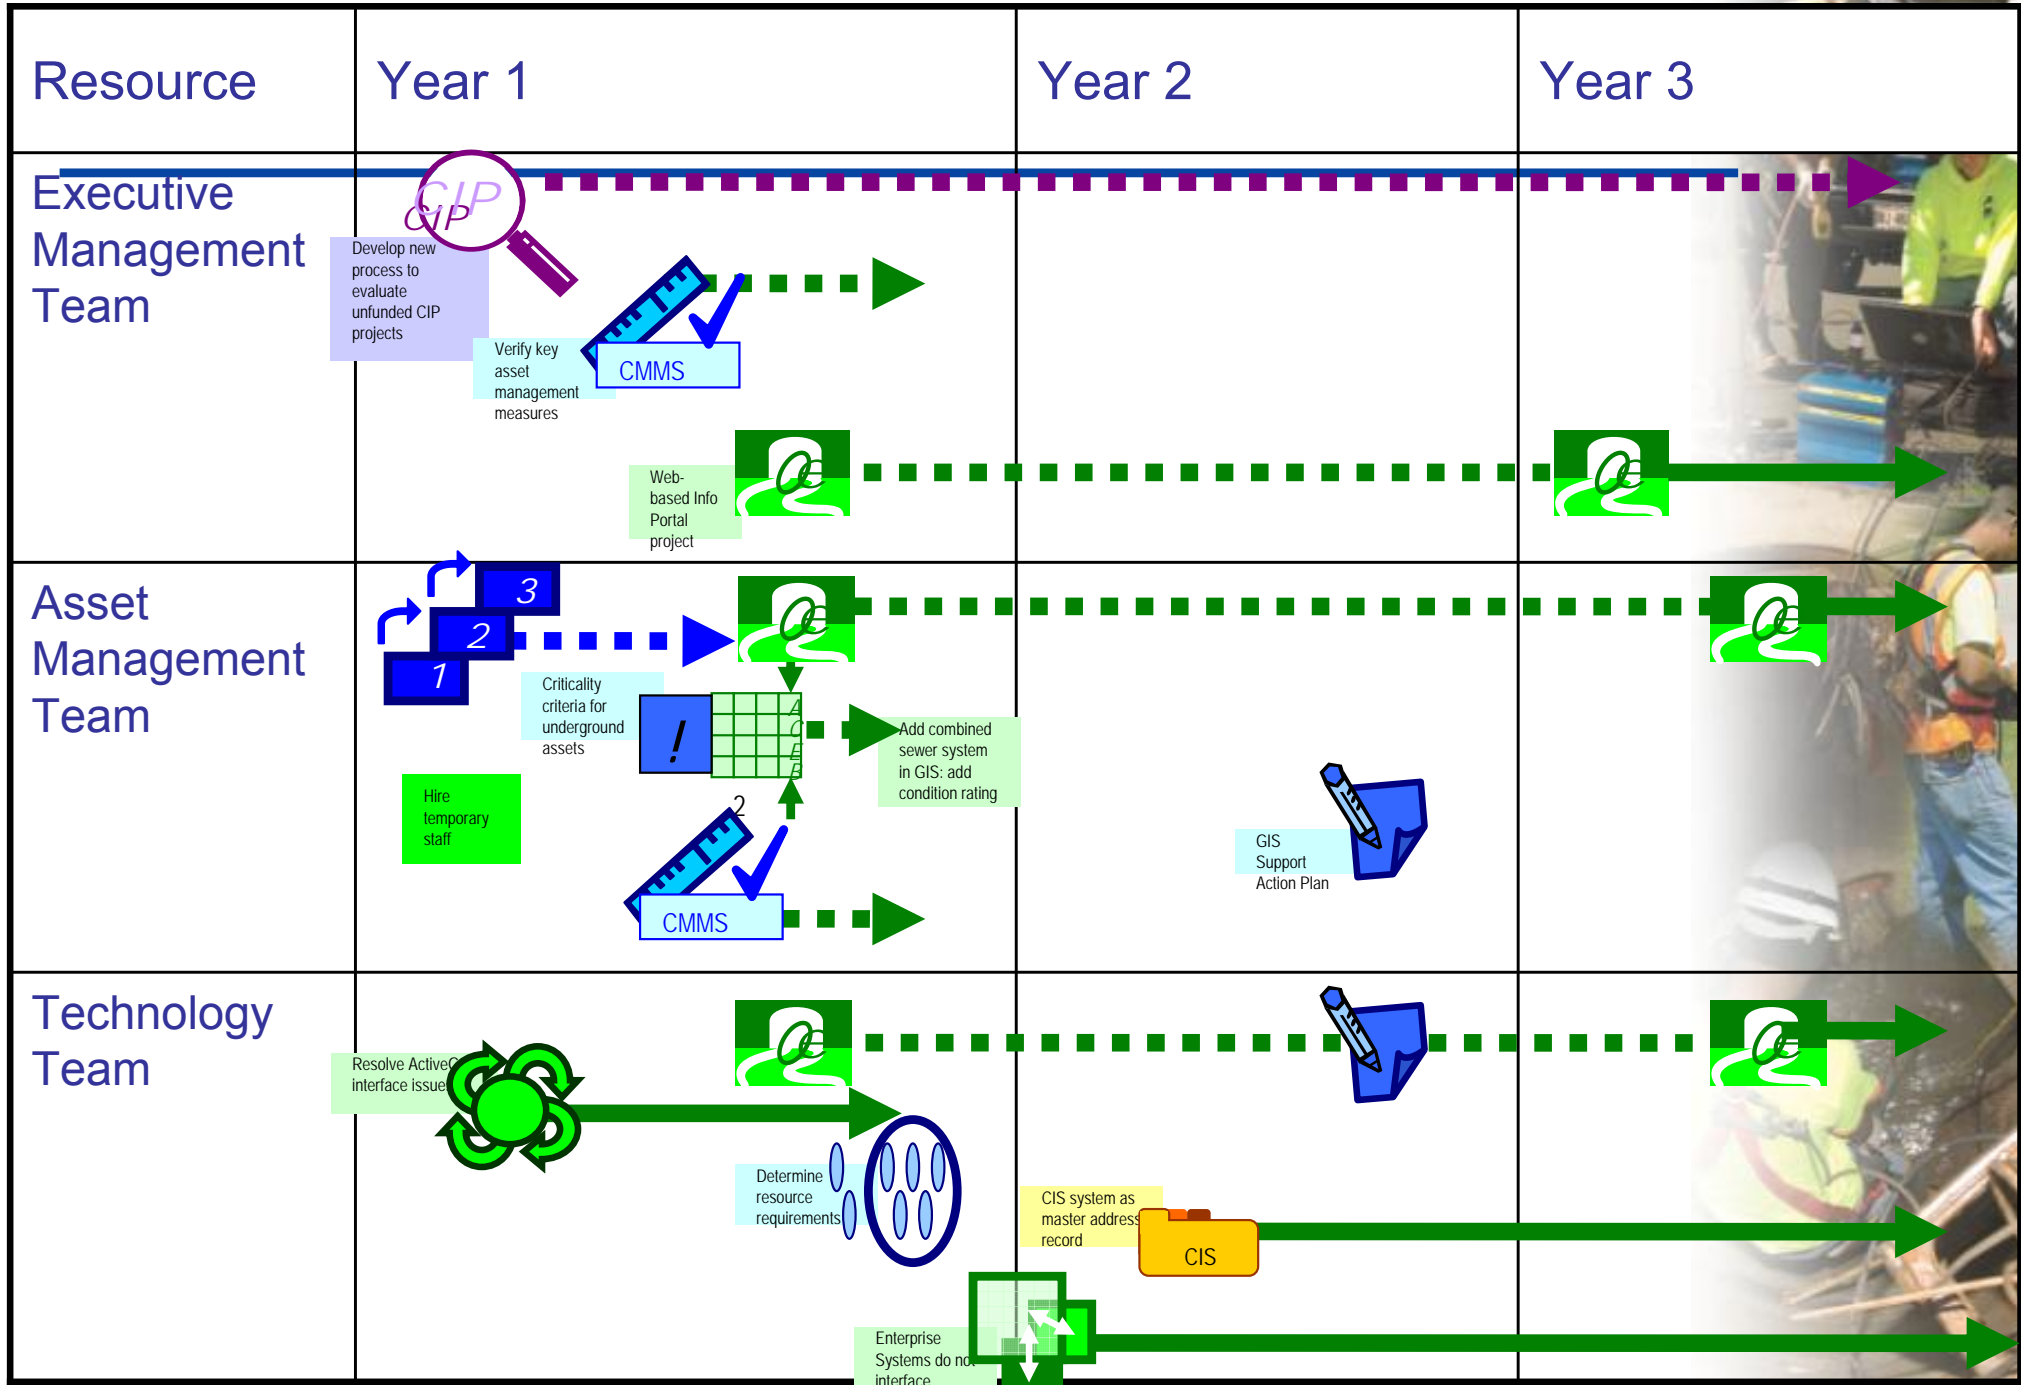 Resource
Year 1
Year 2
Year 3
Executive
Management
Team
CIP
CIP
Develop new
process to
evaluate
unfunded CIP
projects
Verify key
asset
management
measures
CMMS
Web-
based Info
Portal
project
Asset
Management
Team
3
2
1
Criticality
criteria for
underground
assets
!
A
C
E
B
Add combined
sewer system
in GIS: add
condition rating
Hire
temporary
staff
2
CMMS
GIS
Support
Action Plan
Technology
Team
Resolve
interface issue
Determine
resource
requirements
CIS system as
master address
record
CIS
Enterprise
Systems do not
interface